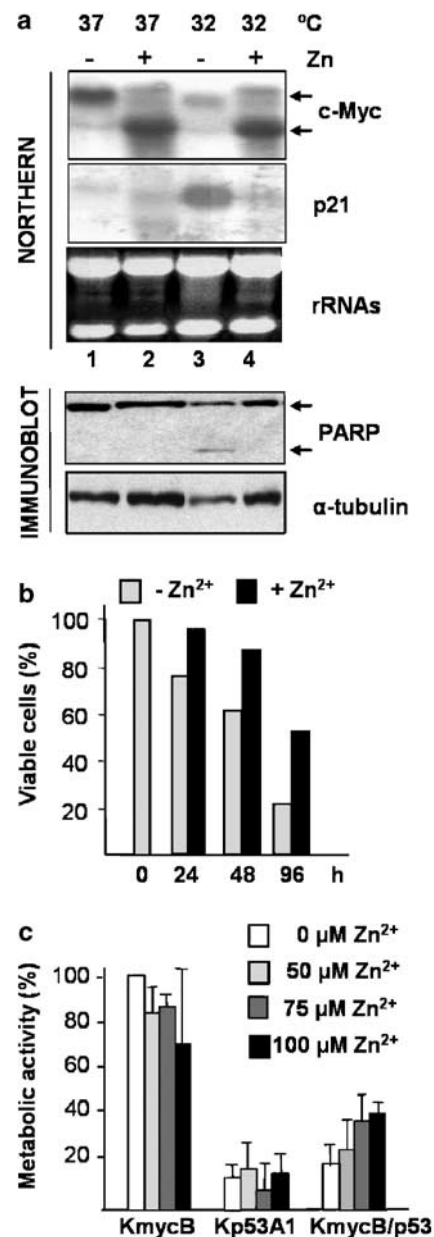 a
37 37 32 32 ºC
- + - + Zn
NORTHERN
c-Myc
p21
rRNAs
1 2 3 4
IMMUNOBLOT
PARP
α-tubulin
b
- Zn²⁺ + Zn²⁺
Viable cells (%)
100
80
60
40
20
0 24 48 96 h
c
0 µM Zn²⁺
50 µM Zn²⁺
75 µM Zn²⁺
100 µM Zn²⁺
Metabolic activity (%)
100
80
60
40
20
KmycB Kp53A1 KmycB/p53